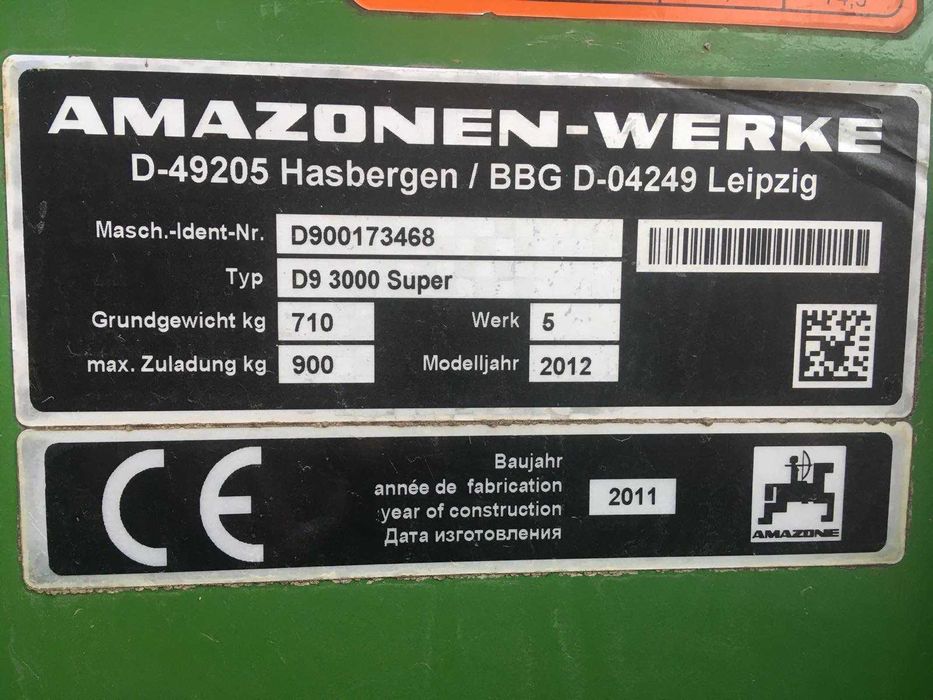 AMAZONEN-WERKE
D-49205 Hasbergen / BBG D-04249 Leipzig
Masch.-Ident-Nr. D900173468
Typ D9 3000 Super
Grundgewicht kg 710 Werk 5
max. Zuladung kg 900 Modelljahr 2012
CE
Baujahr
année de fabrication
year of construction
Дата изготовления
2011
AMAZONE